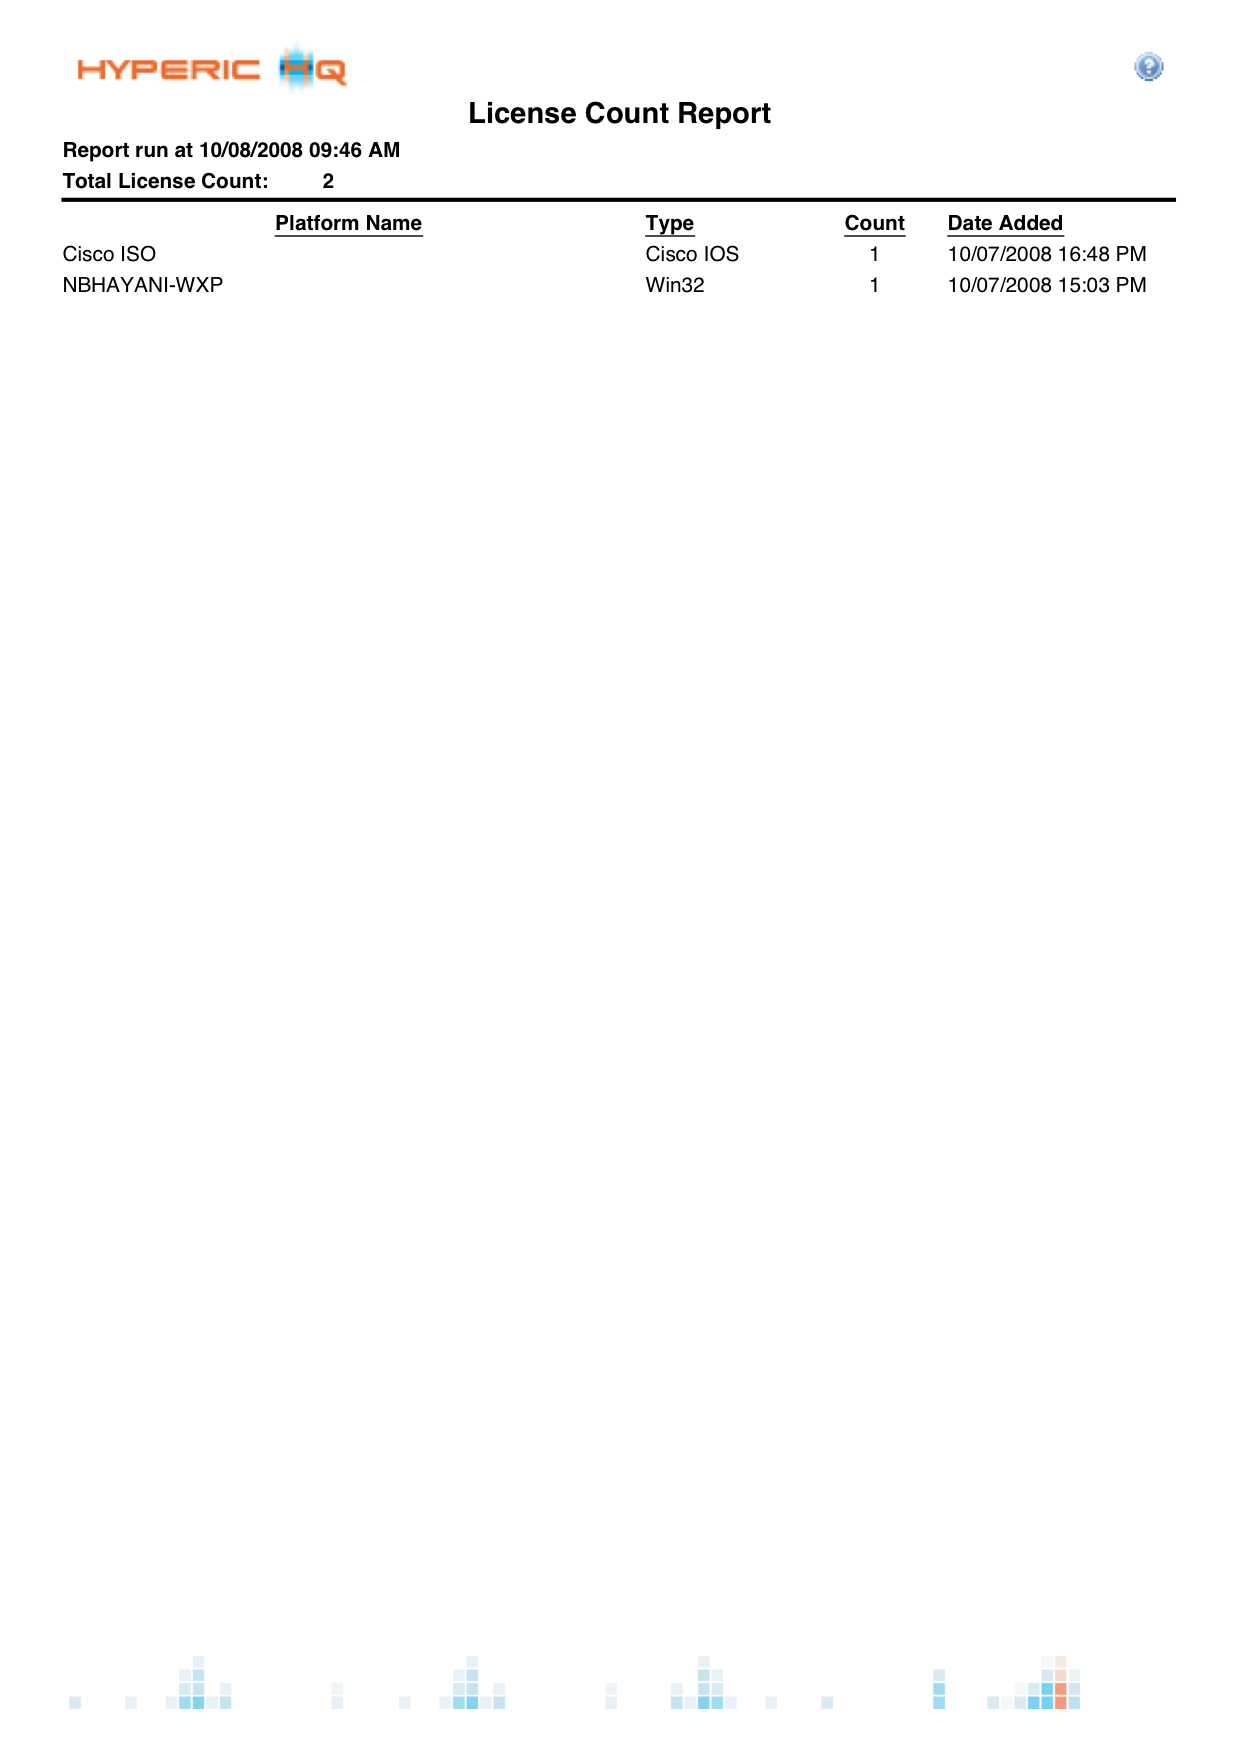 HYPERIC HQ
?
License Count Report
Report run at 10/08/2008 09:46 AM
Total License Count: 2
Platform Name Type Count Date Added
Cisco ISO Cisco IOS 1 10/07/2008 16:48 PM
NBHAYANI-WXP Win32 1 10/07/2008 15:03 PM